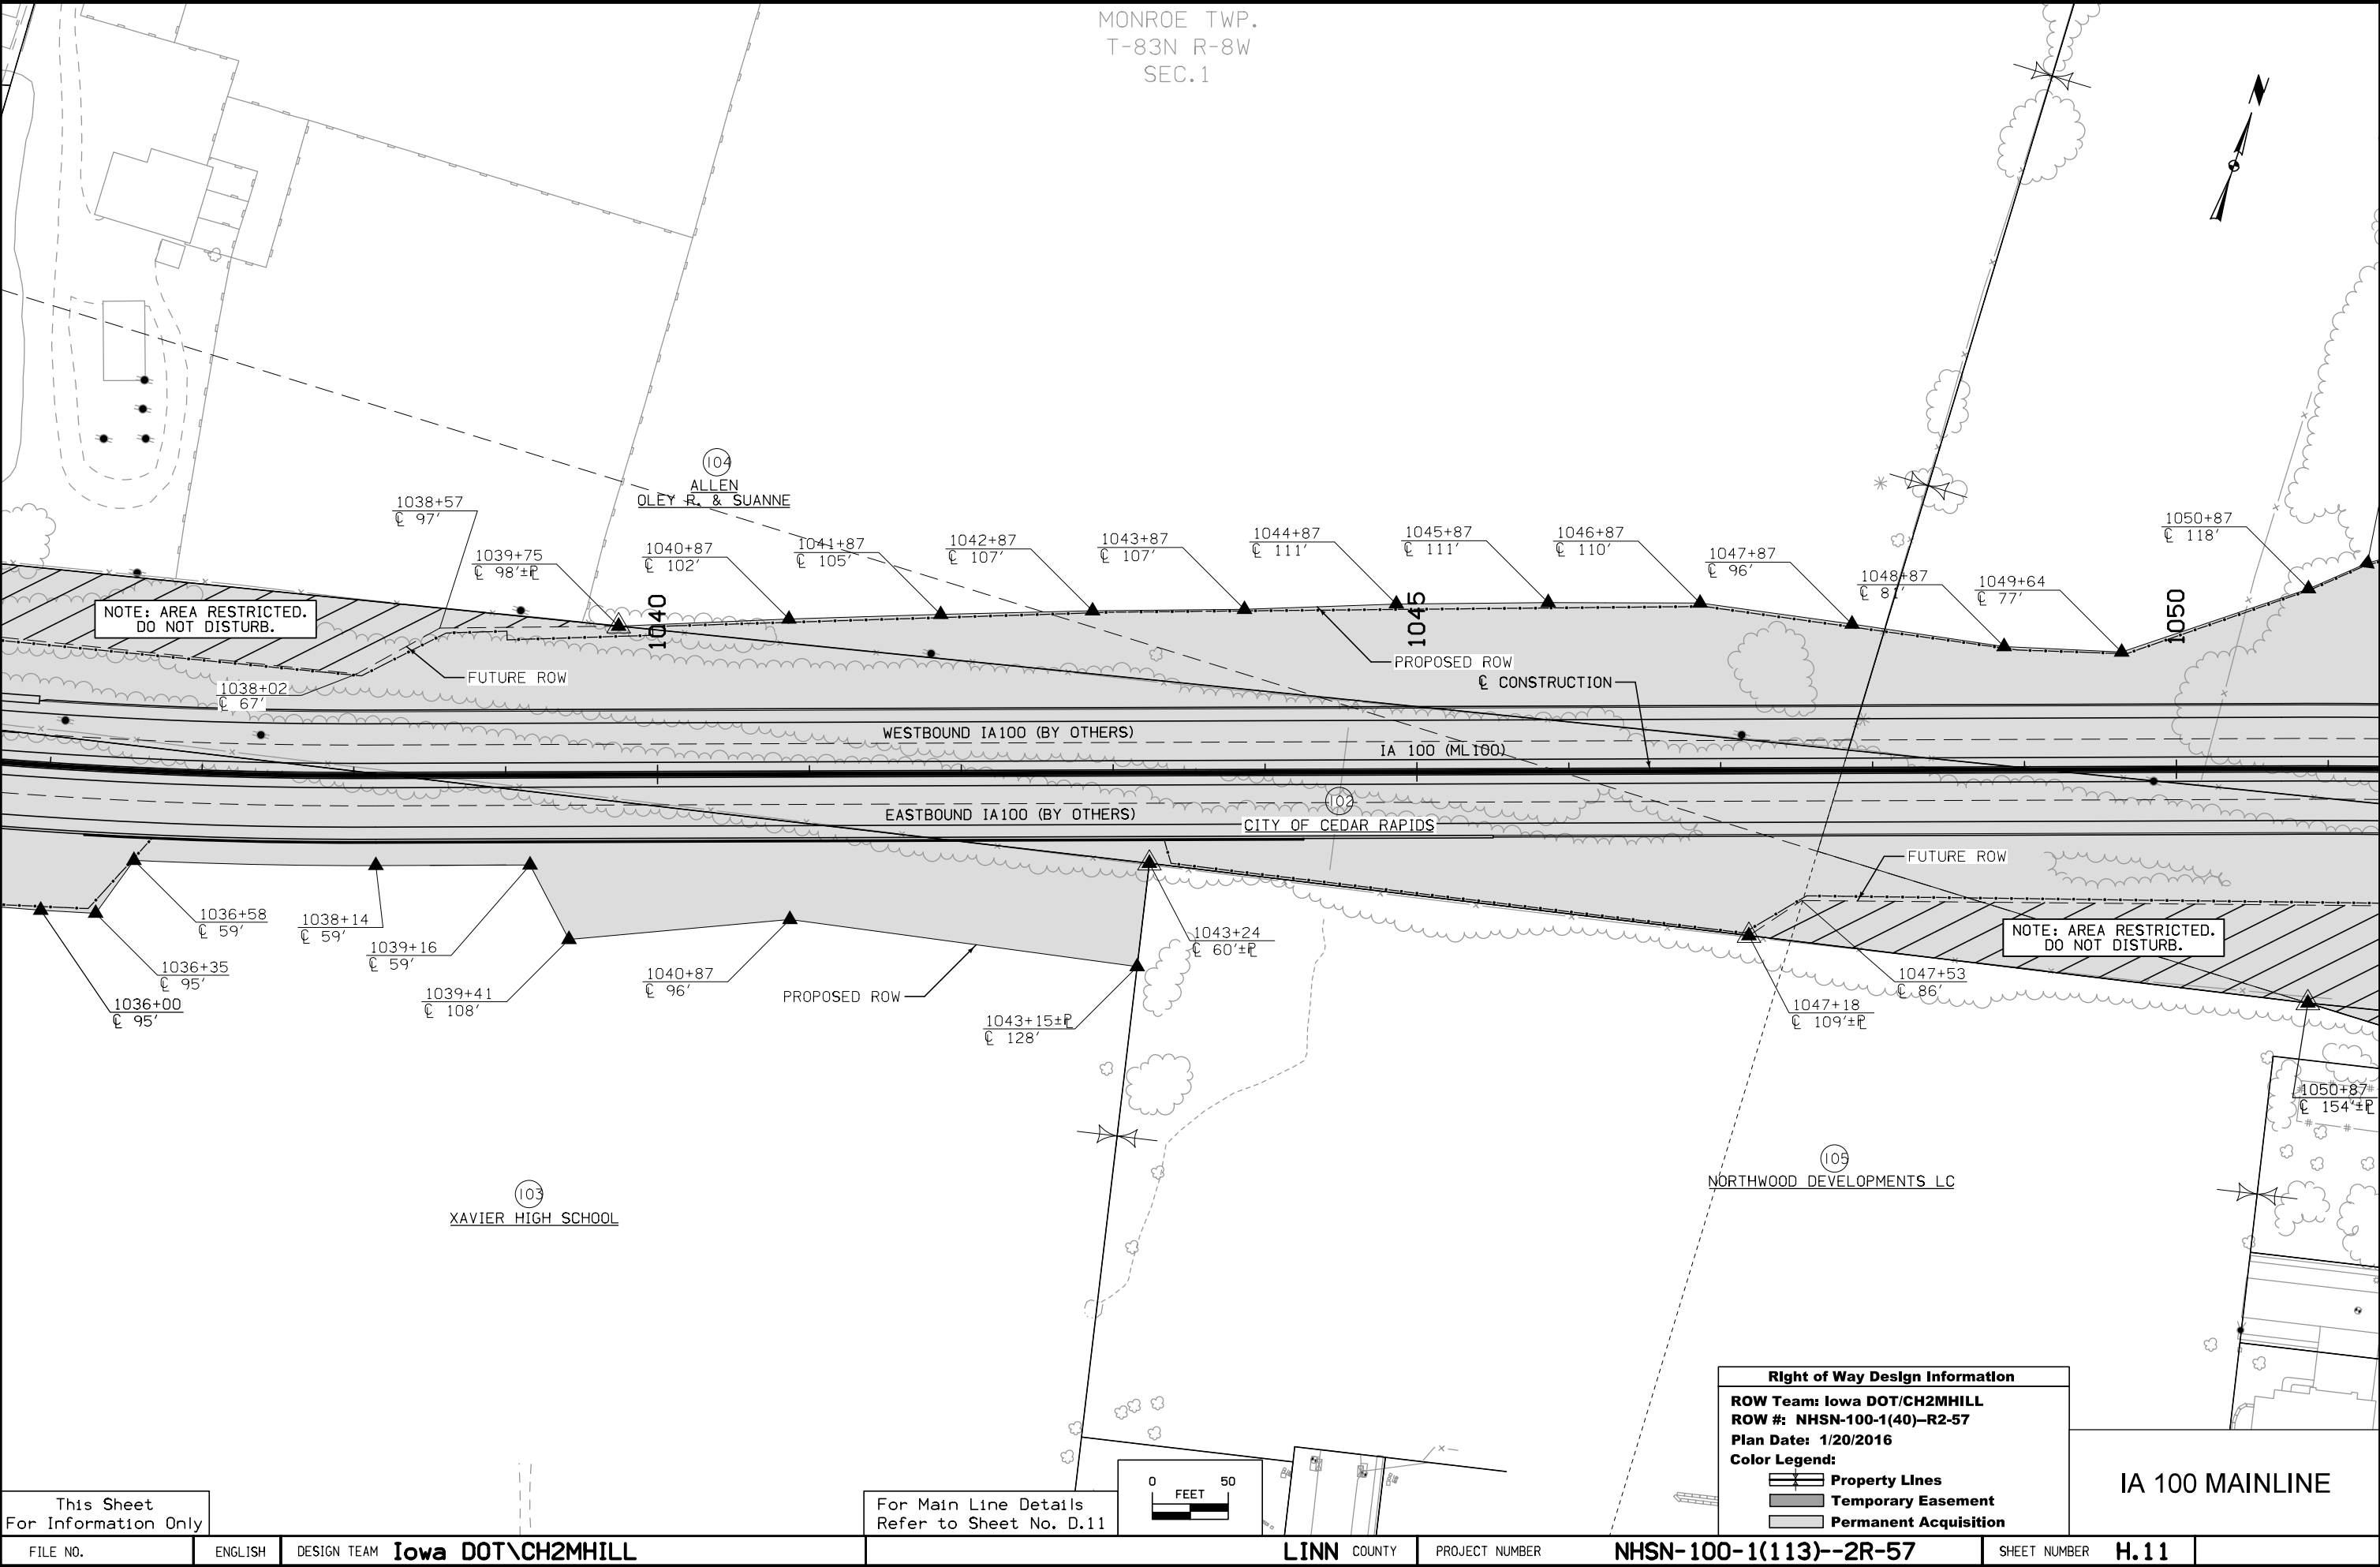 MONROE TWP.
T-83N R-8W
SEC.1
N
104
ALLEN
OLEY R. & SUANNE
1038+57
℄ 97'
1039+75
℄ 98'±℄
1040+87
℄ 102'
1041+87
℄ 105'
1042+87
℄ 107'
1043+87
℄ 107'
1044+87
℄ 111'
1045+87
℄ 111'
1046+87
℄ 110'
1047+87
℄ 96'
1048+87
℄ 81'
1049+64
℄ 77'
1050+87
℄ 118'
NOTE: AREA RESTRICTED.
DO NOT DISTURB.
1040
1045
1050
FUTURE ROW
1038+02
℄ 67'
PROPOSED ROW
℄ CONSTRUCTION
WESTBOUND IA100 (BY OTHERS)
IA 100 (ML100)
EASTBOUND IA100 (BY OTHERS)
102
CITY OF CEDAR RAPIDS
FUTURE ROW
NOTE: AREA RESTRICTED.
DO NOT DISTURB.
1036+58
℄ 59'
1038+14
℄ 59'
1039+16
℄ 59'
1036+35
℄ 95'
1036+00
℄ 95'
1039+41
℄ 108'
1040+87
℄ 96'
PROPOSED ROW
1043+15±℄
℄ 128'
1043+24
℄ 60'±℄
1047+53
℄ 86'
1047+18
℄ 109'±℄
1050+87
℄ 154'±℄
103
XAVIER HIGH SCHOOL
105
NORTHWOOD DEVELOPMENTS LC
Right of Way Design Information
ROW Team: Iowa DOT/CH2MHILL
ROW #: NHSN-100-1(40)--R2-57
Plan Date: 1/20/2016
Color Legend:
Property Lines
Temporary Easement
Permanent Acquisition
IA 100 MAINLINE
This Sheet
For Information Only
For Main Line Details
Refer to Sheet No. D.11
0 50
FEET
FILE NO. ENGLISH DESIGN TEAM Iowa DOT\CH2MHILL LINN COUNTY PROJECT NUMBER NHSN-100-1(113)--2R-57 SHEET NUMBER H.11